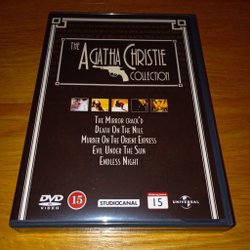 THE
AGATHA CHRISTIE
COLLECTION
THE MIRROR CRACK'D
DEATH ON THE NILE
MURDER ON THE ORIENT EXPRESS
EVIL UNDER THE SUN
ENDLESS NIGHT
DVD VIDEO 15 STUDIOCANAL 15 UNIVERSAL